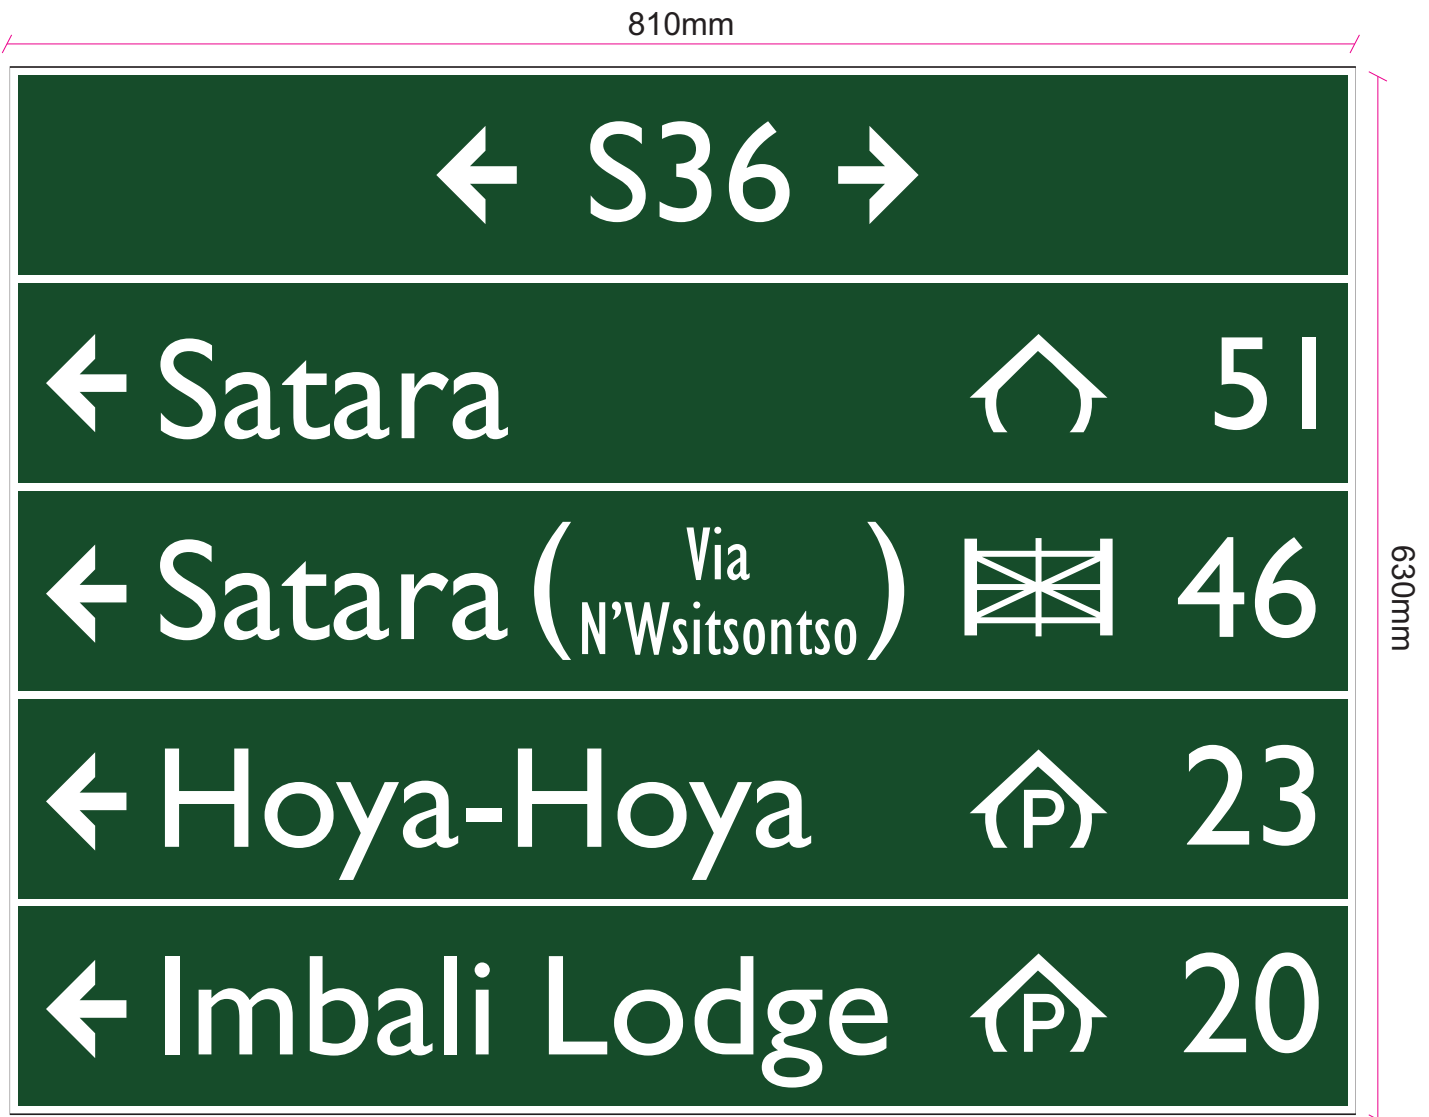 810mm
← S36 →
← Satara 51
← Satara (Via
N'Wsitsontso) 46
← Hoya-Hoya P 23
← Imbali Lodge P 20
630mm